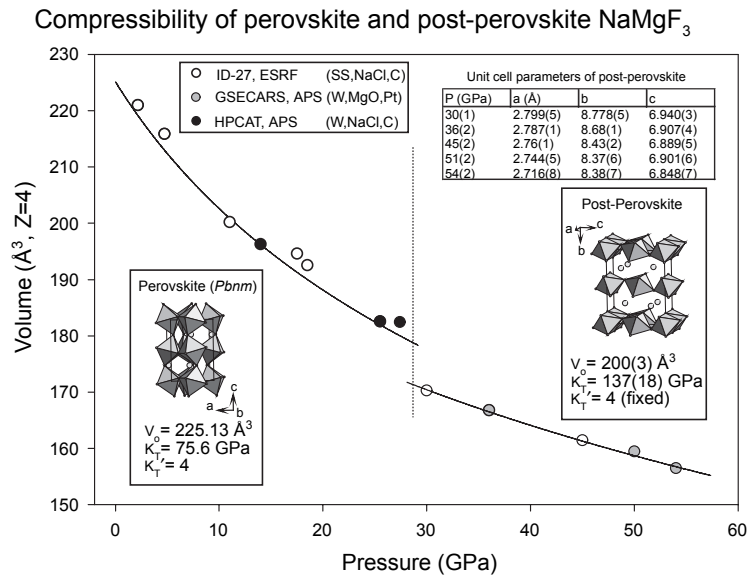 Compressibility of perovskite and post-perovskite NaMgF₃
230
220
210
200
190
180
170
160
150
Volume (Å³, Z=4)
ID-27, ESRF (SS,NaCl,C)
GSECARS, APS (W,MgO,Pt)
HPCAT, APS (W,NaCl,C)
Unit cell parameters of post-perovskite
P (GPa) a (Å) b c
30(1) 2.799(5) 8.778(5) 6.940(3)
36(2) 2.787(1) 8.68(1) 6.907(4)
45(2) 2.76(1) 8.43(2) 6.889(5)
51(2) 2.744(5) 8.37(6) 6.901(6)
54(2) 2.716(8) 8.38(7) 6.848(7)
Perovskite (Pbnm)
c
a
b
Vₒ= 225.13 Å³
K_T= 75.6 GPa
K_T′= 4
Post-Perovskite
a
c
b
Vₒ= 200(3) Å³
K_T= 137(18) GPa
K_T′= 4 (fixed)
0 10 20 30 40 50 60
Pressure (GPa)